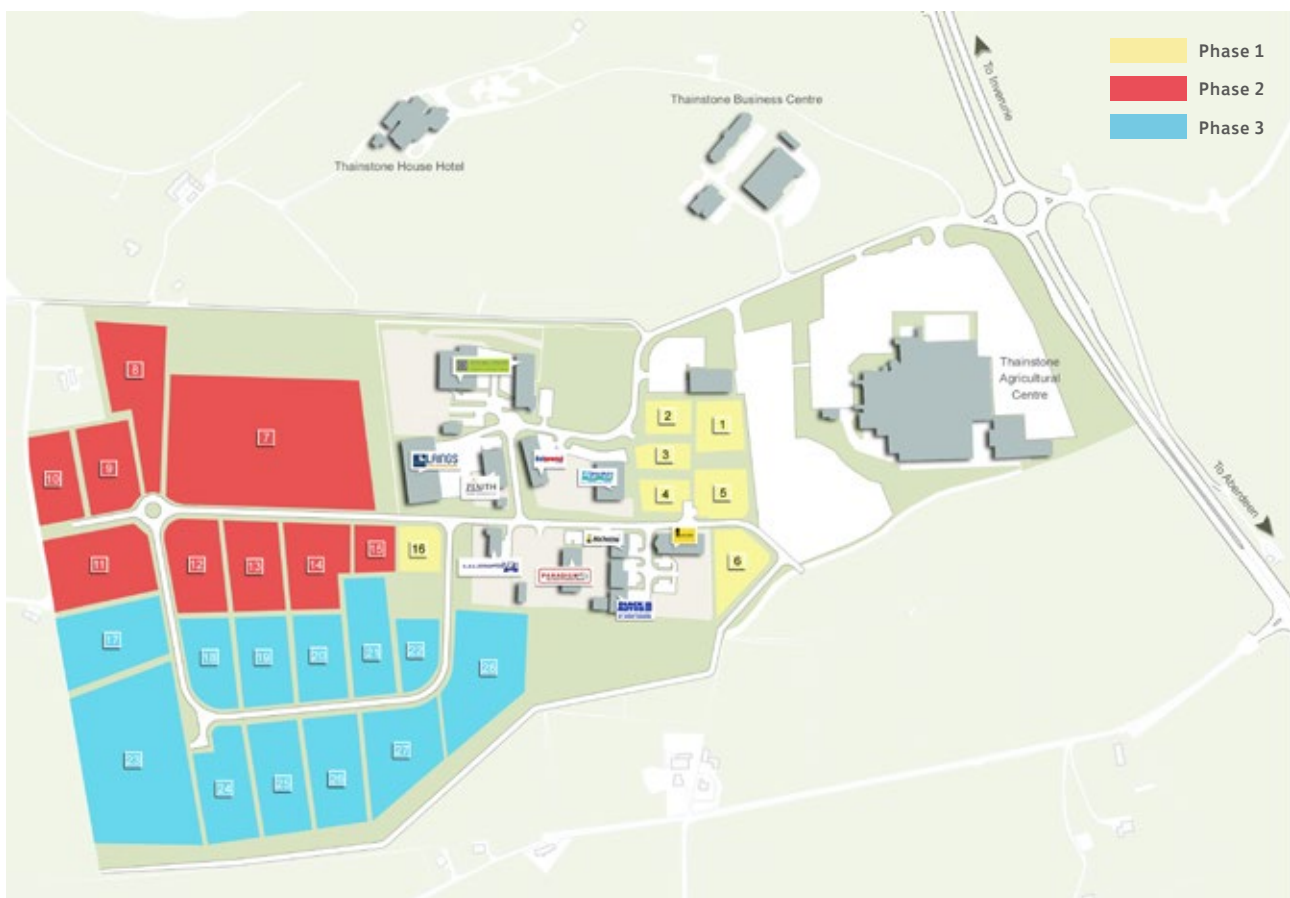 Phase 1
Phase 2
Phase 3
To Inverurie
Thainstone Business Centre
Thainstone House Hotel
Thainstone
Agricultural
Centre
To Aberdeen
8
7
2
1
3
4
5
10
9
LAINGS
ZENITH
11
12
13
14
15
16
6
PARADIGM
17
18
19
20
21
22
28
23
24
25
26
27